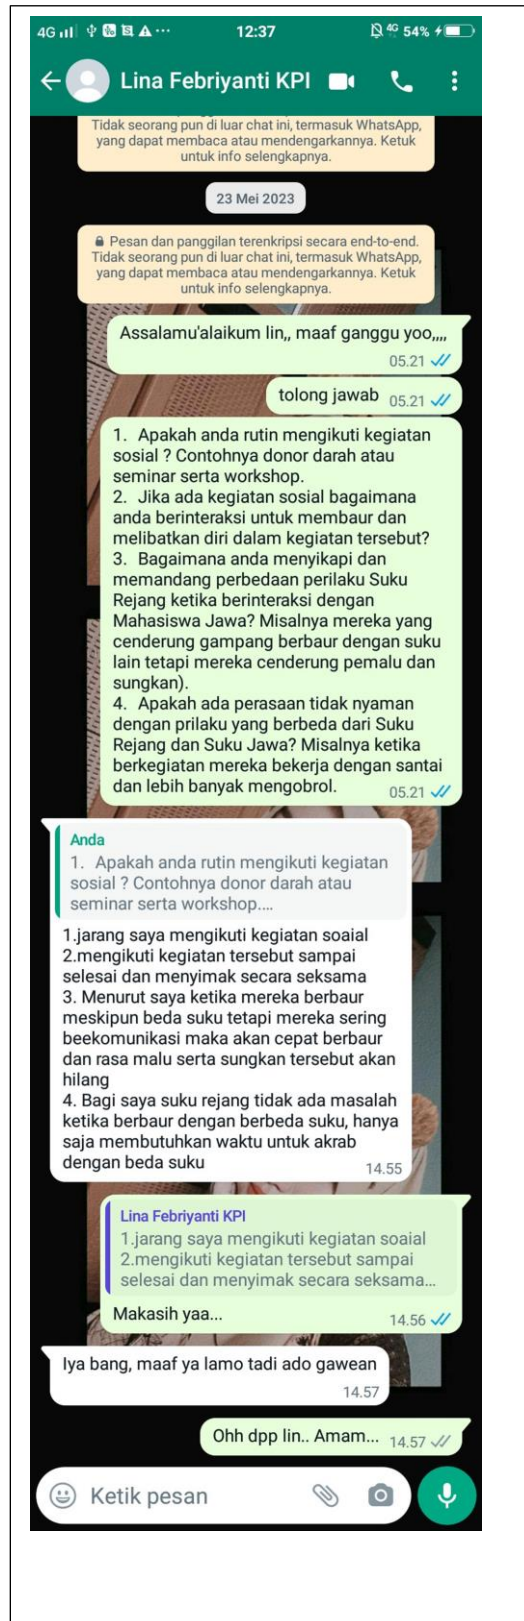 4G 12:37 4G 54%
Lina Febriyanti KPI
Tidak seorang pun di luar chat ini, termasuk WhatsApp,
yang dapat membaca atau mendengarkannya. Ketuk
untuk info selengkapnya.
23 Mei 2023
Pesan dan panggilan terenkripsi secara end-to-end.
Tidak seorang pun di luar chat ini, termasuk WhatsApp,
yang dapat membaca atau mendengarkannya. Ketuk
untuk info selengkapnya.
Assalamu'alaikum lin,, maaf ganggu yoo,,,,
05.21
tolong jawab 05.21
1. Apakah anda rutin mengikuti kegiatan
sosial ? Contohnya donor darah atau
seminar serta workshop.
2. Jika ada kegiatan sosial bagaimana
anda berinteraksi untuk membaur dan
melibatkan diri dalam kegiatan tersebut?
3. Bagaimana anda menyikapi dan
memandang perbedaan perilaku Suku
Rejang ketika berinteraksi dengan
Mahasiswa Jawa? Misalnya mereka yang
cenderung gampang berbaur dengan suku
lain tetapi mereka cenderung pemalu dan
sungkan).
4. Apakah ada perasaan tidak nyaman
dengan prilaku yang berbeda dari Suku
Rejang dan Suku Jawa? Misalnya ketika
berkegiatan mereka bekerja dengan santai
dan lebih banyak mengobrol. 05.21
Anda
1. Apakah anda rutin mengikuti kegiatan
sosial ? Contohnya donor darah atau
seminar serta workshop....
1.jarang saya mengikuti kegiatan soaial
2.mengikuti kegiatan tersebut sampai
selesai dan menyimak secara seksama
3. Menurut saya ketika mereka berbaur
meskipun beda suku tetapi mereka sering
beekomunikasi maka akan cepat berbaur
dan rasa malu serta sungkan tersebut akan
hilang
4. Bagi saya suku rejang tidak ada masalah
ketika berbaur dengan berbeda suku, hanya
saja membutuhkan waktu untuk akrab
dengan beda suku 14.55
Lina Febriyanti KPI
1.jarang saya mengikuti kegiatan soaial
2.mengikuti kegiatan tersebut sampai
selesai dan menyimak secara seksama...
Makasih yaa... 14.56
Iya bang, maaf ya lamo tadi ado gawean
14.57
Ohh dpp lin.. Amam... 14.57
Ketik pesan